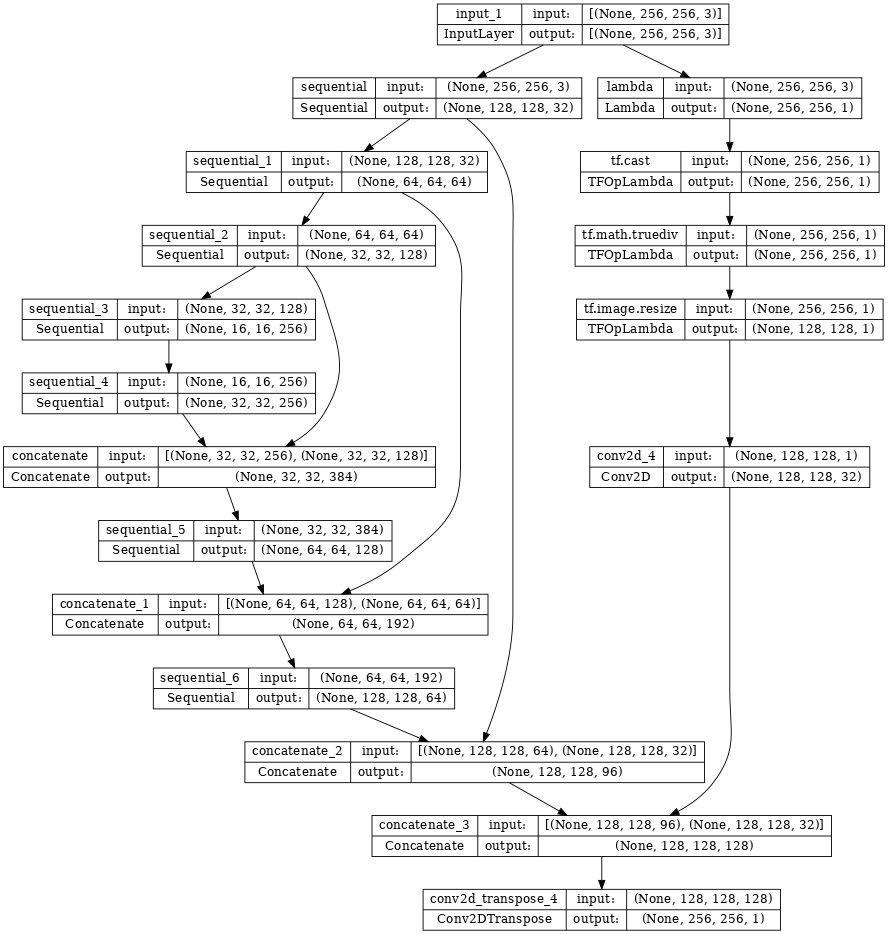 input_1 input: [(None, 256, 256, 3)]
InputLayer output: [(None, 256, 256, 3)]
sequential input: (None, 256, 256, 3)
Sequential output: (None, 128, 128, 32)
lambda input: (None, 256, 256, 3)
Lambda output: (None, 256, 256, 1)
sequential_1 input: (None, 128, 128, 32)
Sequential output: (None, 64, 64, 64)
tf.cast input: (None, 256, 256, 1)
TFOpLambda output: (None, 256, 256, 1)
sequential_2 input: (None, 64, 64, 64)
Sequential output: (None, 32, 32, 128)
tf.math.truediv input: (None, 256, 256, 1)
TFOpLambda output: (None, 256, 256, 1)
sequential_3 input: (None, 32, 32, 128)
Sequential output: (None, 16, 16, 256)
tf.image.resize input: (None, 256, 256, 1)
TFOpLambda output: (None, 128, 128, 1)
sequential_4 input: (None, 16, 16, 256)
Sequential output: (None, 32, 32, 256)
concatenate input: [(None, 32, 32, 256), (None, 32, 32, 128)]
Concatenate output: (None, 32, 32, 384)
conv2d_4 input: (None, 128, 128, 1)
Conv2D output: (None, 128, 128, 32)
sequential_5 input: (None, 32, 32, 384)
Sequential output: (None, 64, 64, 128)
concatenate_1 input: [(None, 64, 64, 128), (None, 64, 64, 64)]
Concatenate output: (None, 64, 64, 192)
sequential_6 input: (None, 64, 64, 192)
Sequential output: (None, 128, 128, 64)
concatenate_2 input: [(None, 128, 128, 64), (None, 128, 128, 32)]
Concatenate output: (None, 128, 128, 96)
concatenate_3 input: [(None, 128, 128, 96), (None, 128, 128, 32)]
Concatenate output: (None, 128, 128, 128)
conv2d_transpose_4 input: (None, 128, 128, 128)
Conv2DTranspose output: (None, 256, 256, 1)